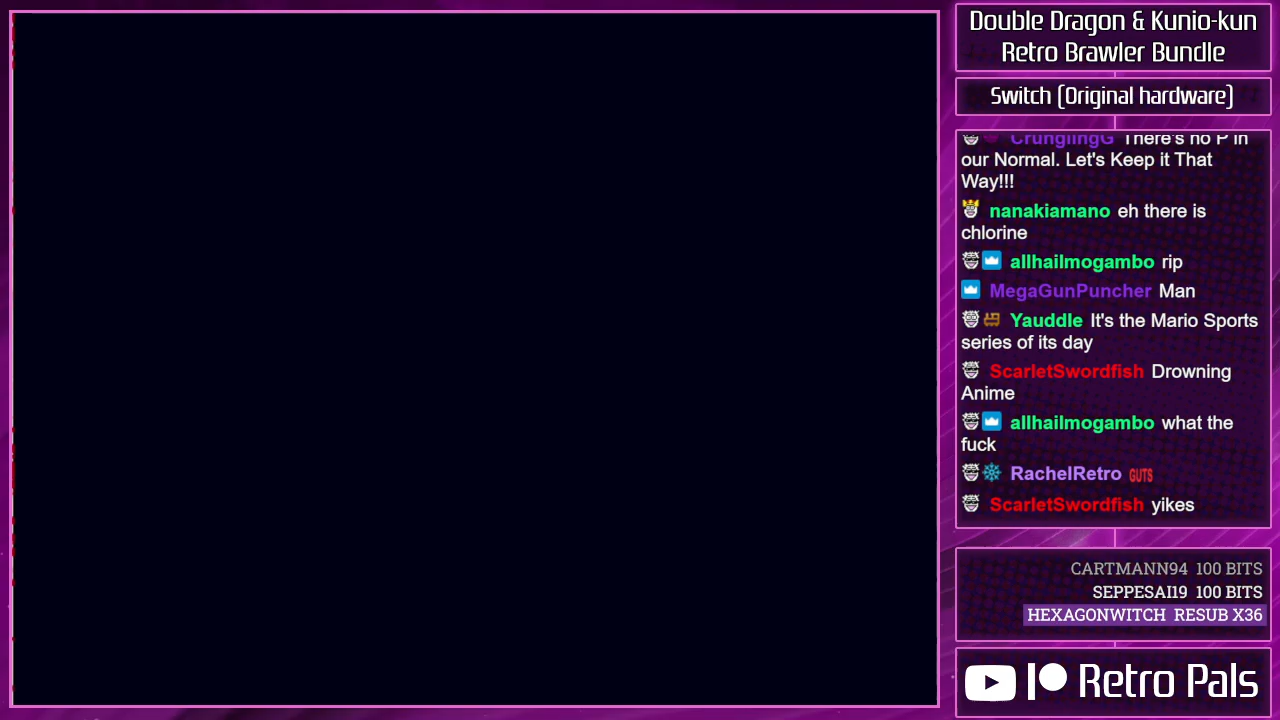 Double Dragon & Kunio-kun
Retro Brawler Bundle
Switch (Original hardware)
CrunglingG There's no P in
our Normal. Let's Keep it That
Way!!!
nanakiamano eh there is
chlorine
allhailmogambo rip
MegaGunPuncher Man
Yauddle It's the Mario Sports
series of its day
ScarletSwordfish Drowning
Anime
allhailmogambo what the
fuck
RachelRetro GUTS
ScarletSwordfish yikes
CARTMANN94 100 BITS
SEPPESAI19 100 BITS
HEXAGONWITCH RESUB X36
Retro Pals